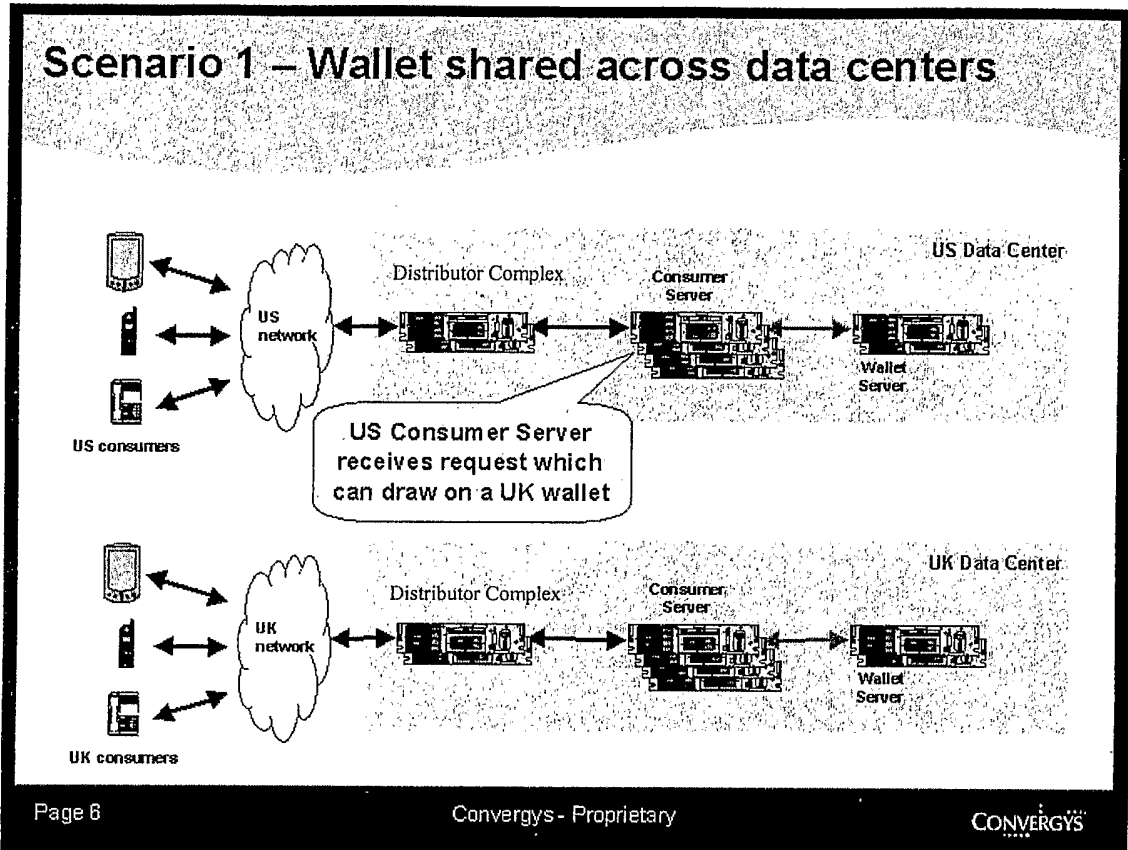 Scenario 1 – Wallet shared across data centers
US Data Center
Distributor Complex
Consumer
Server
US
network
Wallet
Server
US consumers
US Consumer Server
receives request which
can draw on a UK wallet
UK Data Center
Distributor Complex
Consumer
Server
UK
network
Wallet
Server
UK consumers
Page 6
Convergys - Proprietary
CONVERGYS